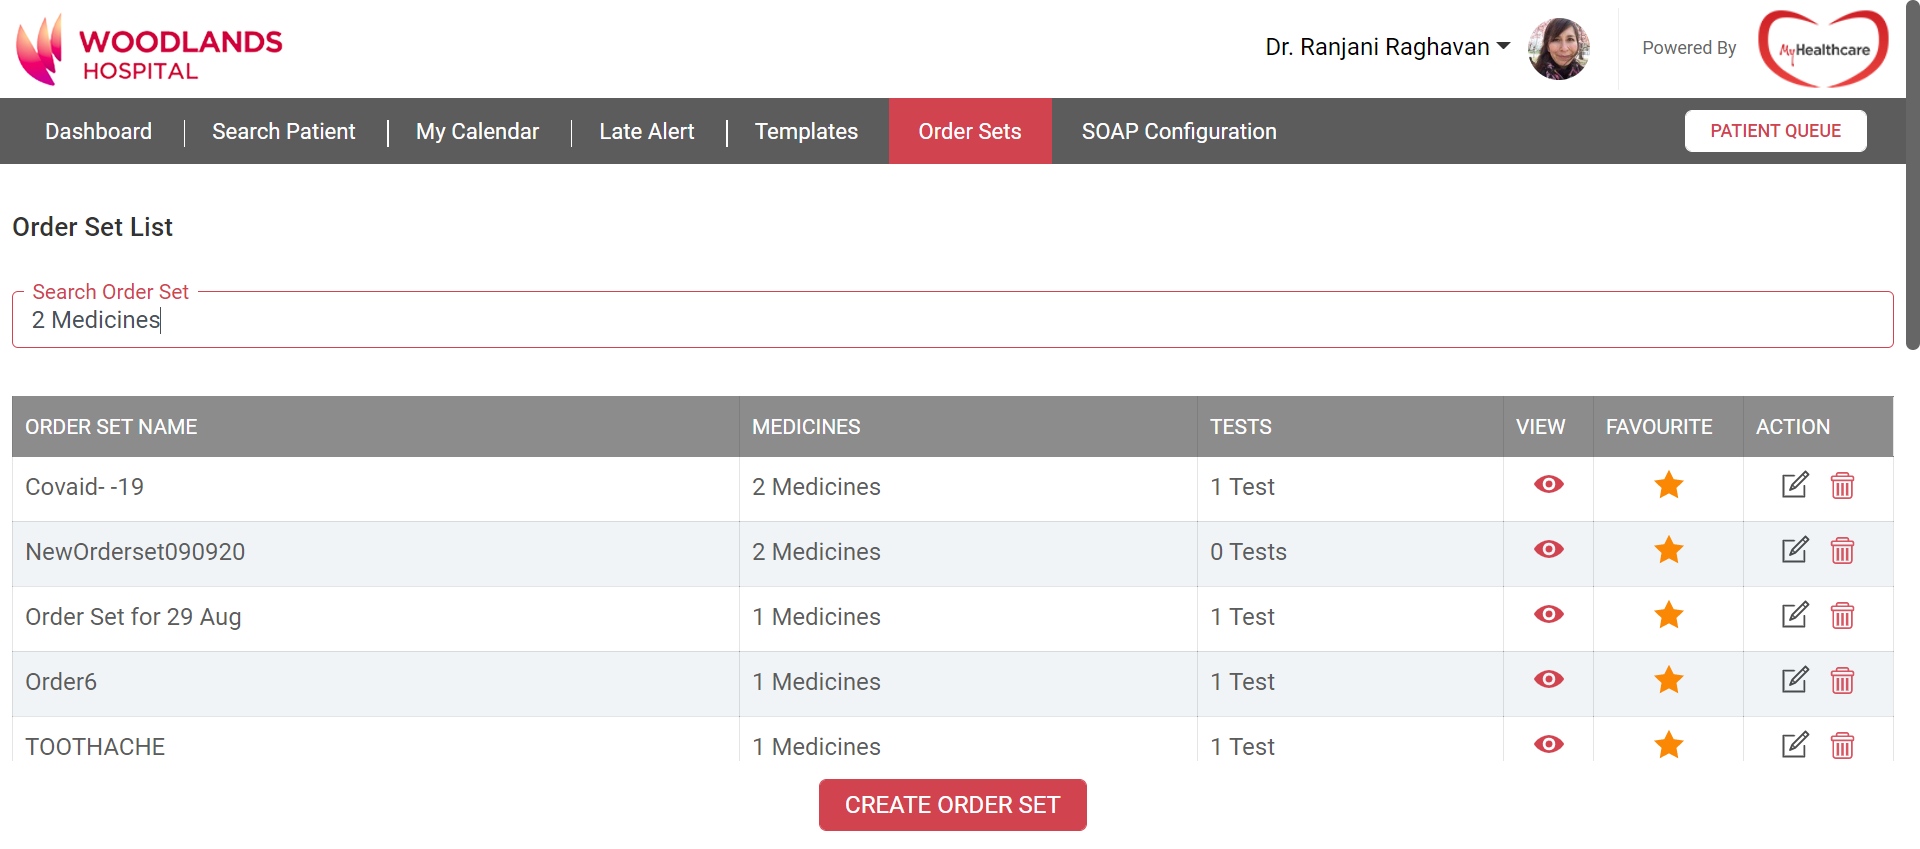 WOODLANDS
HOSPITAL
Dr. Ranjani Raghavan
Powered By
MyHealthcare
Dashboard
Search Patient
My Calendar
Late Alert
Templates
Order Sets
SOAP Configuration
PATIENT QUEUE
Order Set List
Search Order Set
2 Medicines
ORDER SET NAME MEDICINES TESTS VIEW FAVOURITE ACTION
Covaid- -19 2 Medicines 1 Test
NewOrderset090920 2 Medicines 0 Tests
Order Set for 29 Aug 1 Medicines 1 Test
Order6 1 Medicines 1 Test
TOOTHACHE 1 Medicines 1 Test
CREATE ORDER SET